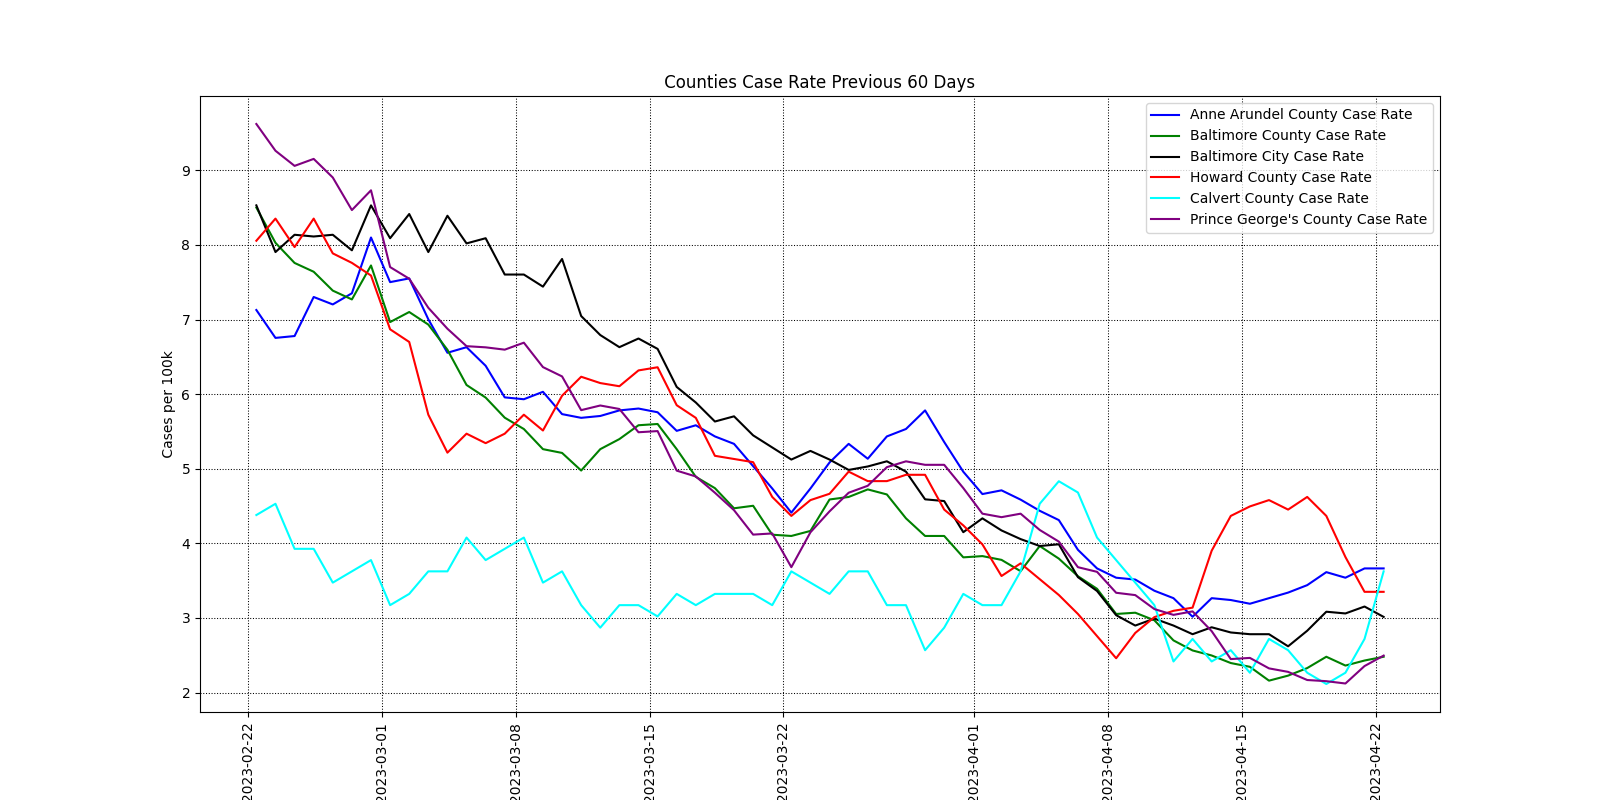 Counties Case Rate Previous 60 Days
Anne Arundel County Case Rate
Baltimore County Case Rate
Baltimore City Case Rate
Howard County Case Rate
Calvert County Case Rate
Prince George's County Case Rate
Cases per 100k
9
8
7
6
5
4
3
2
2023-02-22
2023-03-01
2023-03-08
2023-03-15
2023-03-22
2023-04-01
2023-04-08
2023-04-15
2023-04-22